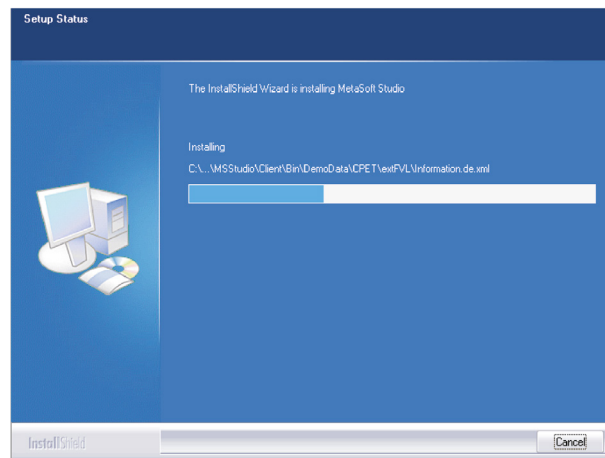 Setup Status
The InstallShield Wizard is installing MetaSoft Studio
Installing
C:\...\MSStudio\Client\Bin\DemoData\CPET\extFVL\Information.de.xml
InstallShield
Cancel